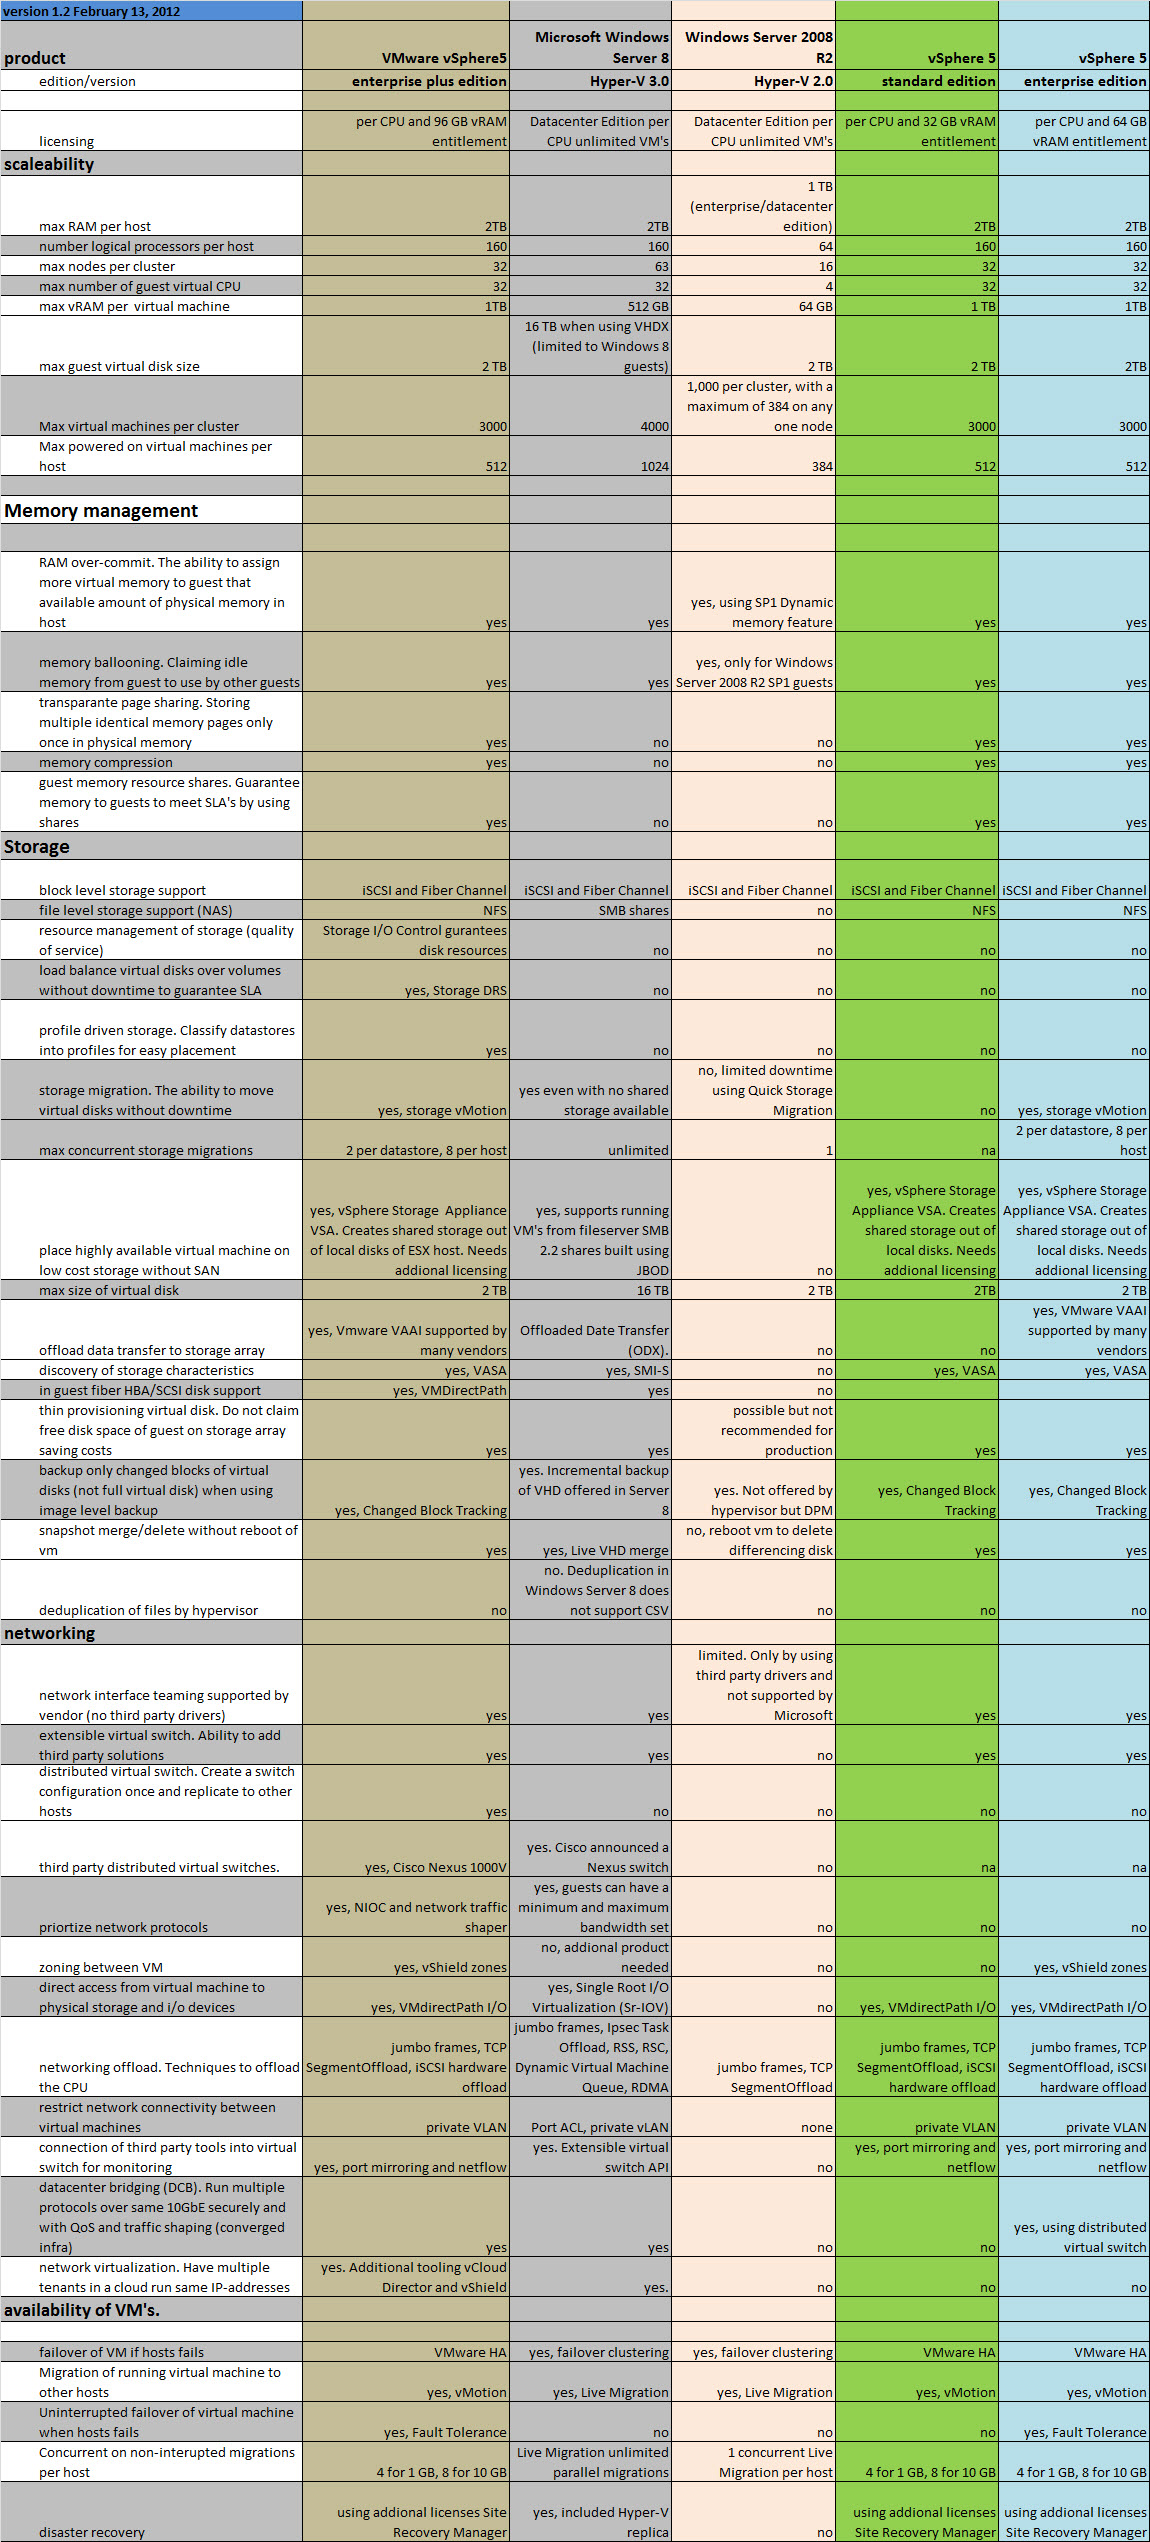 version 1.2 February 13, 2012
product
VMware vSphere5
Microsoft Windows
Server 8
Windows Server 2008
R2
vSphere 5
vSphere 5
edition/version
enterprise plus edition
Hyper-V 3.0
Hyper-V 2.0
standard edition
enterprise edition
licensing
per CPU and 96 GB vRAM
entitlement
Datacenter Edition per
CPU unlimited VM's
Datacenter Edition per
CPU unlimited VM's
per CPU and 32 GB vRAM
entitlement
per CPU and 64 GB
vRAM entitlement
scaleability
max RAM per host
2TB
2TB
1 TB
(enterprise/datacenter
edition)
2TB
2TB
number logical processors per host
160
160
64
160
160
max nodes per cluster
32
63
16
32
32
max number of guest virtual CPU
32
32
4
32
32
max vRAM per  virtual machine
1TB
512 GB
64 GB
1 TB
1TB
max guest virtual disk size
2 TB
16 TB when using VHDX
(limited to Windows 8
guests)
2 TB
2 TB
2TB
Max virtual machines per cluster
3000
4000
1,000 per cluster, with a
maximum of 384 on any
one node
3000
3000
Max powered on virtual machines per
host
512
1024
384
512
512
Memory management
RAM over-commit. The ability to assign
more virtual memory to guest that
available amount of physical memory in
host
yes
yes
yes, using SP1 Dynamic
memory feature
yes
yes
memory ballooning. Claiming idle
memory from guest to use by other guests
yes
yes
yes, only for Windows
Server 2008 R2 SP1 guests
yes
yes
transparante page sharing. Storing
multiple identical memory pages only
once in physical memory
yes
no
no
yes
yes
memory compression
yes
no
no
yes
yes
guest memory resource shares. Guarantee
memory to guests to meet SLA's by using
shares
yes
no
no
yes
yes
Storage
block level storage support
iSCSI and Fiber Channel
iSCSI and Fiber Channel
iSCSI and Fiber Channel
iSCSI and Fiber Channel
iSCSI and Fiber Channel
file level storage support (NAS)
NFS
SMB shares
no
NFS
NFS
resource management of storage (quality
of service)
Storage I/O Control gurantees
disk resources
no
no
no
no
load balance virtual disks over volumes
without downtime to guarantee SLA
yes, Storage DRS
no
no
no
no
profile driven storage. Classify datastores
into profiles for easy placement
yes
no
no
no
no
storage migration. The ability to move
virtual disks without downtime
yes, storage vMotion
yes even with no shared
storage available
no, limited downtime
using Quick Storage
Migration
no
yes, storage vMotion
max concurrent storage migrations
2 per datastore, 8 per host
unlimited
1
na
2 per datastore, 8 per
host
place highly available virtual machine on
low cost storage without SAN
yes, vSphere Storage  Appliance
VSA. Creates shared storage out
of local disks of ESX host. Needs
addional licensing
yes, supports running
VM's from fileserver SMB
2.2 shares built using
JBOD
no
yes, vSphere Storage
Appliance VSA. Creates
shared storage out of
local disks. Needs
addional licensing
yes, vSphere Storage
Appliance VSA. Creates
shared storage out of
local disks. Needs
addional licensing
max size of virtual disk
2 TB
16 TB
2 TB
2TB
2 TB
offload data transfer to storage array
yes, Vmware VAAI supported by
many vendors
Offloaded Date Transfer
(ODX).
no
no
yes, VMware VAAI
supported by many
vendors
discovery of storage characteristics
yes, VASA
yes, SMI-S
no
yes, VASA
yes, VASA
in guest fiber HBA/SCSI disk support
yes, VMDirectPath
yes
no
thin provisioning virtual disk. Do not claim
free disk space of guest on storage array
saving costs
yes
yes
possible but not
recommended for
production
yes
yes
backup only changed blocks of virtual
disks (not full virtual disk) when using
image level backup
yes, Changed Block Tracking
yes. Incremental backup
of VHD offered in Server
8
yes. Not offered by
hypervisor but DPM
yes, Changed Block
Tracking
yes, Changed Block
Tracking
snapshot merge/delete without reboot of
vm
yes
yes, Live VHD merge
no, reboot vm to delete
differencing disk
yes
yes
deduplication of files by hypervisor
no
no. Deduplication in
Windows Server 8 does
not support CSV
no
no
no
networking
network interface teaming supported by
vendor (no third party drivers)
yes
yes
limited. Only by using
third party drivers and
not supported by
Microsoft
yes
yes
extensible virtual switch. Ability to add
third party solutions
yes
yes
no
yes
yes
distributed virtual switch. Create a switch
configuration once and replicate to other
hosts
yes
no
no
no
no
third party distributed virtual switches.
yes, Cisco Nexus 1000V
yes. Cisco announced a
Nexus switch
no
na
na
priortize network protocols
yes, NIOC and network traffic
shaper
yes, guests can have a
minimum and maximum
bandwidth set
no
no
no
zoning between VM
yes, vShield zones
no, addional product
needed
no
no
yes, vShield zones
direct access from virtual machine to
physical storage and i/o devices
yes, VMdirectPath I/O
yes, Single Root I/O
Virtualization (Sr-IOV)
no
yes, VMdirectPath I/O
yes, VMdirectPath I/O
networking offload. Techniques to offload
the CPU
jumbo frames, TCP
SegmentOffload, iSCSI hardware
offload
jumbo frames, Ipsec Task
Offload, RSS, RSC,
Dynamic Virtual Machine
Queue, RDMA
jumbo frames, TCP
SegmentOffload
jumbo frames, TCP
SegmentOffload, iSCSI
hardware offload
jumbo frames, TCP
SegmentOffload, iSCSI
hardware offload
restrict network connectivity between
virtual machines
private VLAN
Port ACL, private vLAN
none
private VLAN
private VLAN
connection of third party tools into virtual
switch for monitoring
yes, port mirroring and netflow
yes. Extensible virtual
switch API
no
yes, port mirroring and
netflow
yes, port mirroring and
netflow
datacenter bridging (DCB). Run multiple
protocols over same 10GbE securely and
with QoS and traffic shaping (converged
infra)
yes
yes
no
no
yes, using distributed
virtual switch
network virtualization. Have multiple
tenants in a cloud run same IP-addresses
yes. Additional tooling vCloud
Director and vShield
yes.
no
no
no
availability of VM's.
failover of VM if hosts fails
VMware HA
yes, failover clustering
yes, failover clustering
VMware HA
VMware HA
Migration of running virtual machine to
other hosts
yes, vMotion
yes, Live Migration
yes, Live Migration
yes, vMotion
yes, vMotion
Uninterrupted failover of virtual machine
when hosts fails
yes, Fault Tolerance
no
no
no
yes, Fault Tolerance
Concurrent on non-interupted migrations
per host
4 for 1 GB, 8 for 10 GB
Live Migration unlimited
parallel migrations
1 concurrent Live
Migration per host
4 for 1 GB, 8 for 10 GB
4 for 1 GB, 8 for 10 GB
disaster recovery
using addional licenses Site
Recovery Manager
yes, included Hyper-V
replica
no
using addional licenses
Site Recovery Manager
using addional licenses
Site Recovery Manager